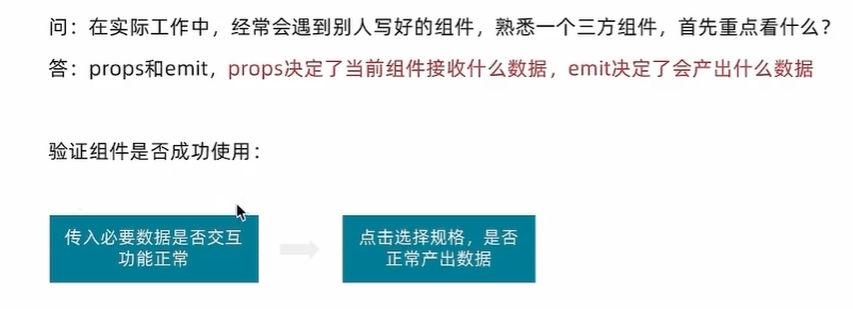 问：在实际工作中，经常会遇到别人写好的组件，熟悉一个三方组件，首先重点看什么？
答：props和emit，props决定了当前组件接收什么数据，emit决定了会产出什么数据
验证组件是否成功使用：
传入必要数据是否交互
功能正常
点击选择规格，是否
正常产出数据